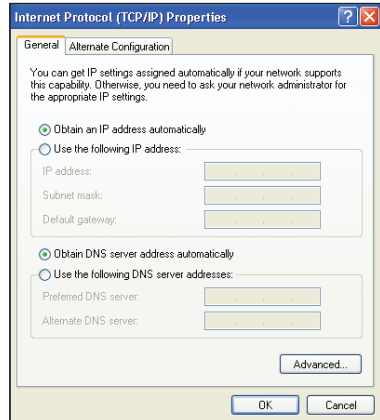 Internet Protocol (TCP/IP) Properties
General
Alternate Configuration
You can get IP settings assigned automatically if your network supports
this capability. Otherwise, you need to ask your network administrator for
the appropriate IP settings.
Obtain an IP address automatically
Use the following IP address:
IP address:
Subnet mask:
Default gateway:
Obtain DNS server address automatically
Use the following DNS server addresses:
Preferred DNS server:
Alternate DNS server:
Advanced...
OK
Cancel